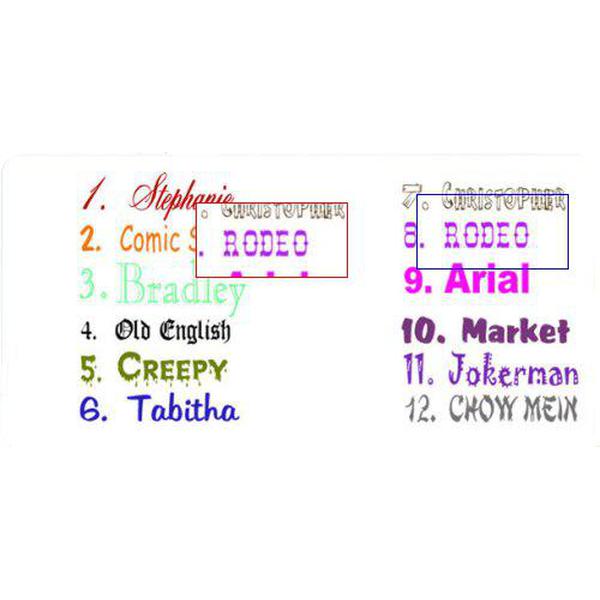 1. Stephanie
2. Comic S
3. Bradley
4. Old English
5. CREEPY
6. Tabitha
. CHRISTOPHER
. RODEO
7. CHRISTOPHER
8. RODEO
9. Arial
10. Market
11. Jokerman
12. CHOW MEIN